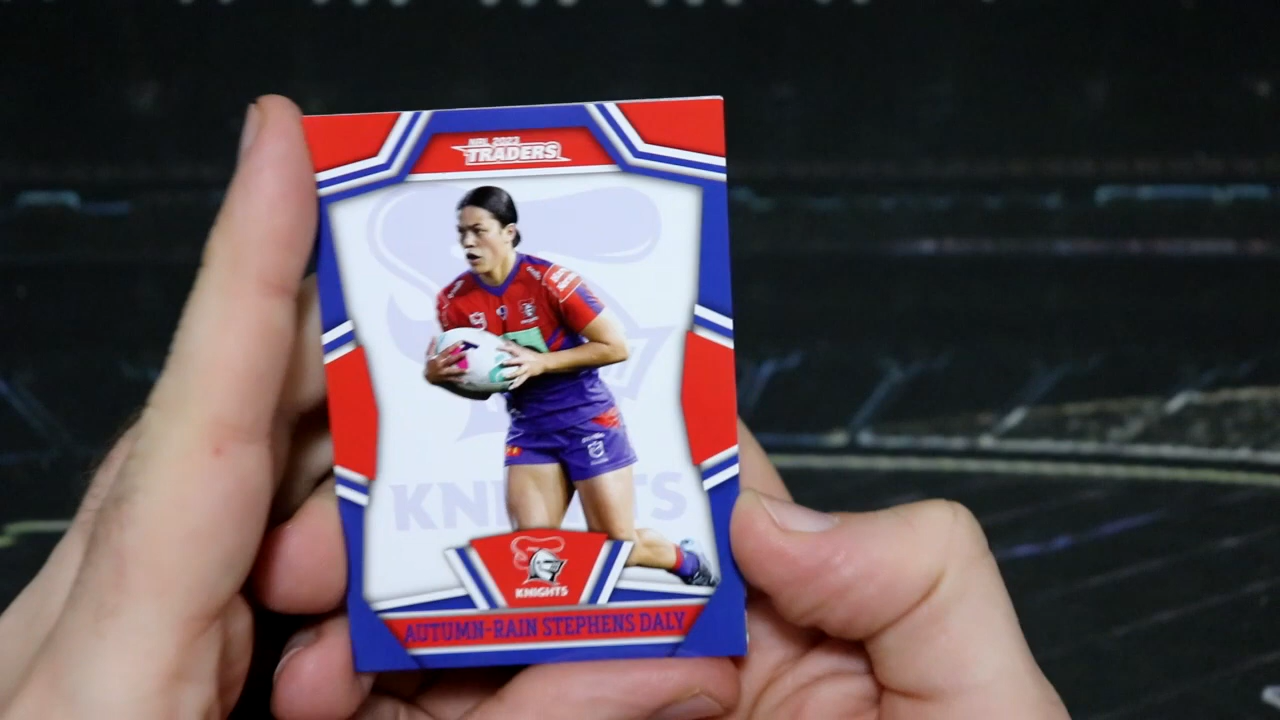 NRL 2023
TRADERS
KNIGHTS
KNIGHTS
AUTUMN-RAIN STEPHENS DALY